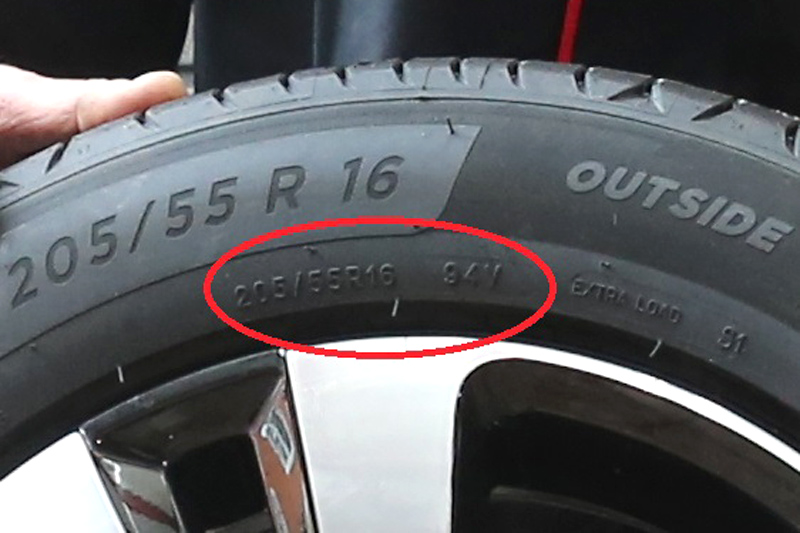 205/55 R 16
OUTSIDE
205/55R16 94V
EXTRA LOAD 91